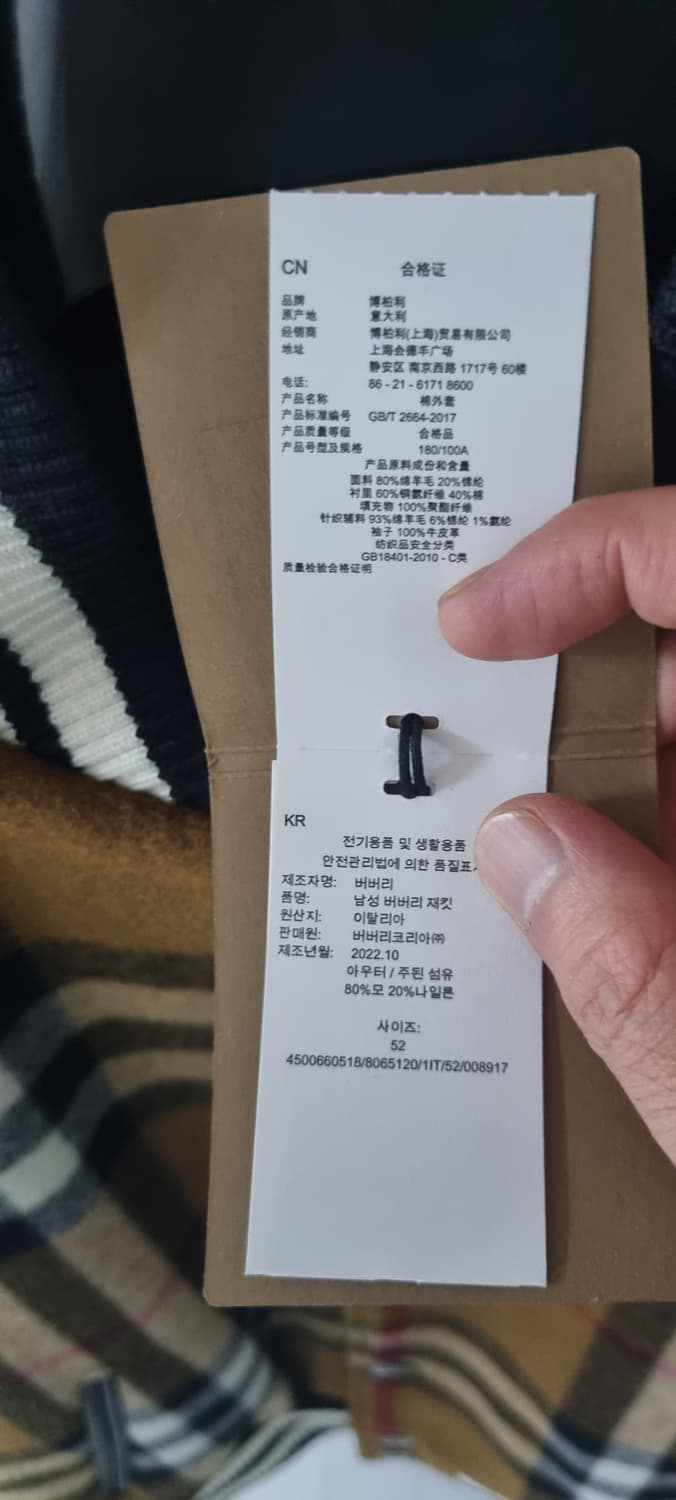 CN 合格证
品牌 博柏利
原产地 意大利
经销商 博柏利(上海)贸易有限公司
地址 上海会德丰广场
静安区 南京西路 1717号 60楼
电话: 86 - 21 - 6171 8600
产品名称 棉外套
产品标准编号 GB/T 2664-2017
产品质量等级 合格品
产品号型及规格 180/100A
产品原料成份和含量
面料 80%绵羊毛 20%锦纶
衬里 60%铜氨纤维 40%棉
填充物 100%聚酯纤维
针织辅料 93%绵羊毛 6%锦纶 1%氨纶
袖子 100%牛皮革
纺织品安全分类
GB18401-2010 - C类
质量检验合格证明
KR
전기용품 및 생활용품
안전관리법에 의한 품질표
제조자명: 버버리
품명: 남성 버버리 재킷
원산지: 이탈리아
판매원: 버버리코리아㈜
제조년월: 2022.10
아우터 / 주된 섬유
80%모 20%나일론
사이즈:
52
4500660518/8065120/1IT/52/008917